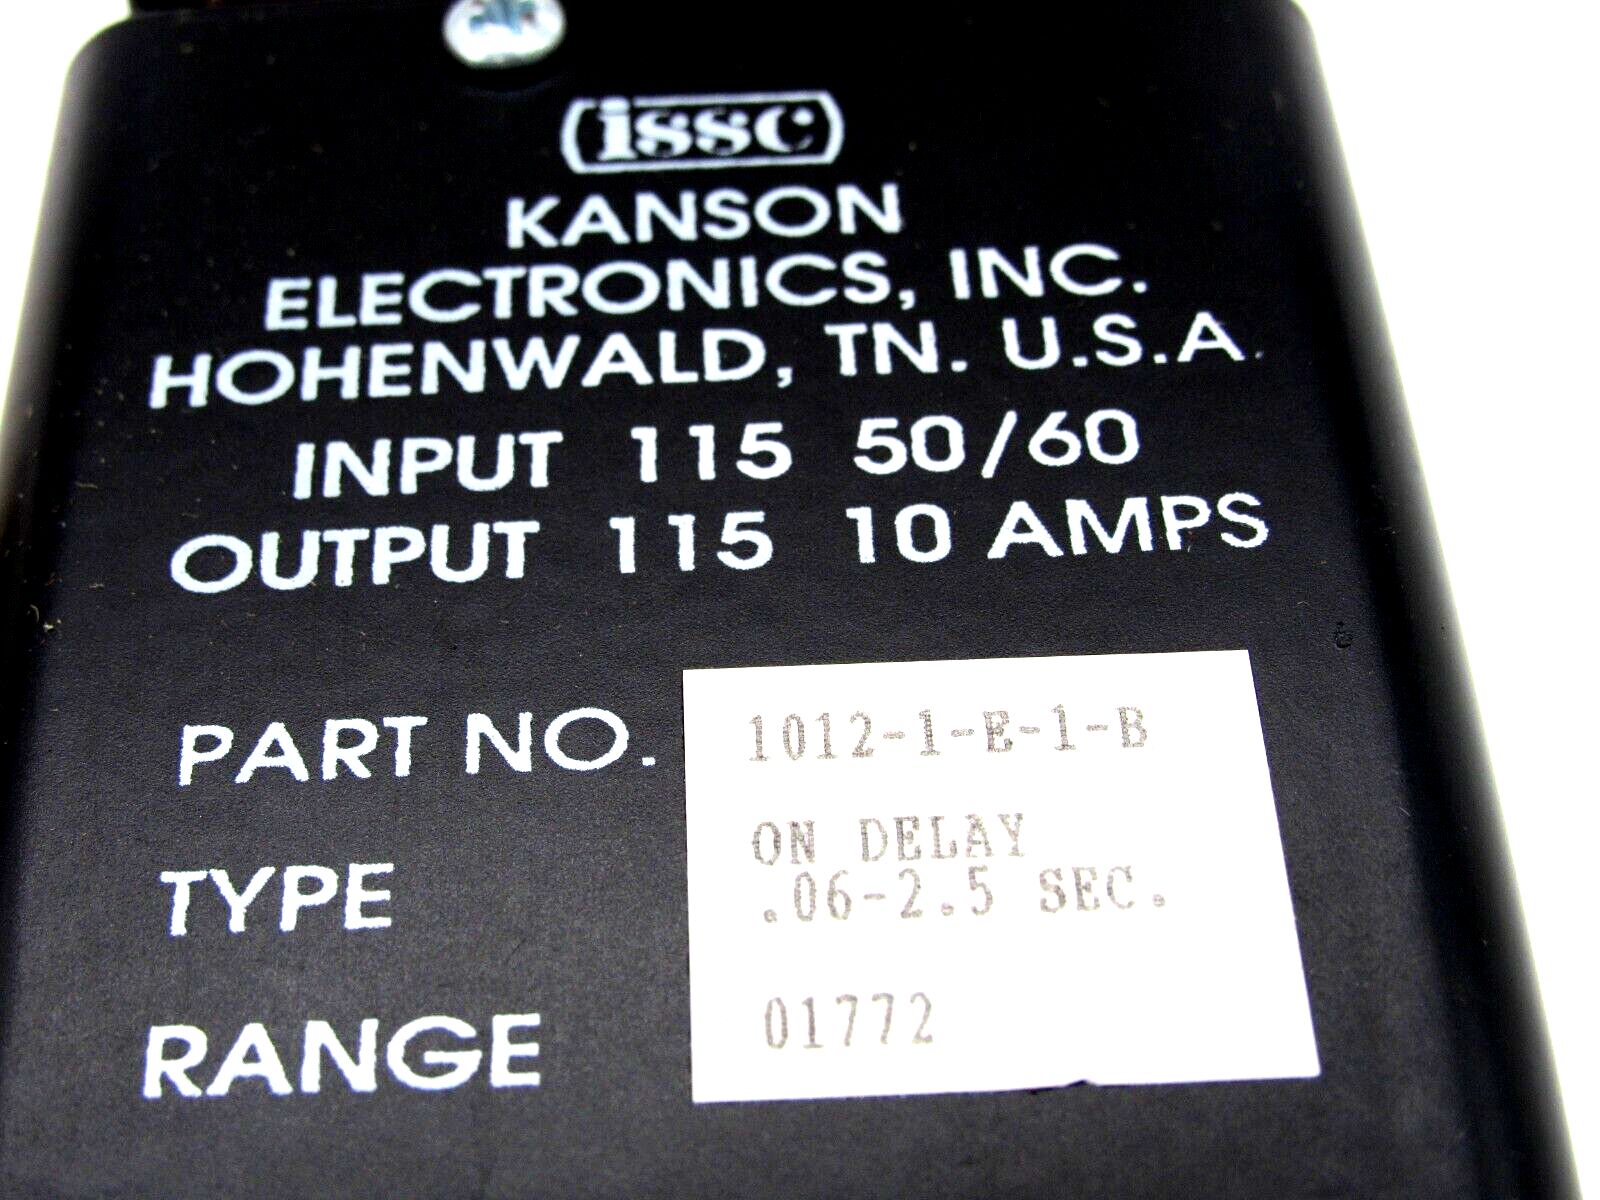 issc
KANSON
ELECTRONICS, INC.
HOHENWALD, TN. U.S.A.
INPUT 115 50/60
OUTPUT 115 10 AMPS
PART NO. 1012-1-E-1-B
TYPE ON DELAY
.06-2.5 SEC.
RANGE 01772